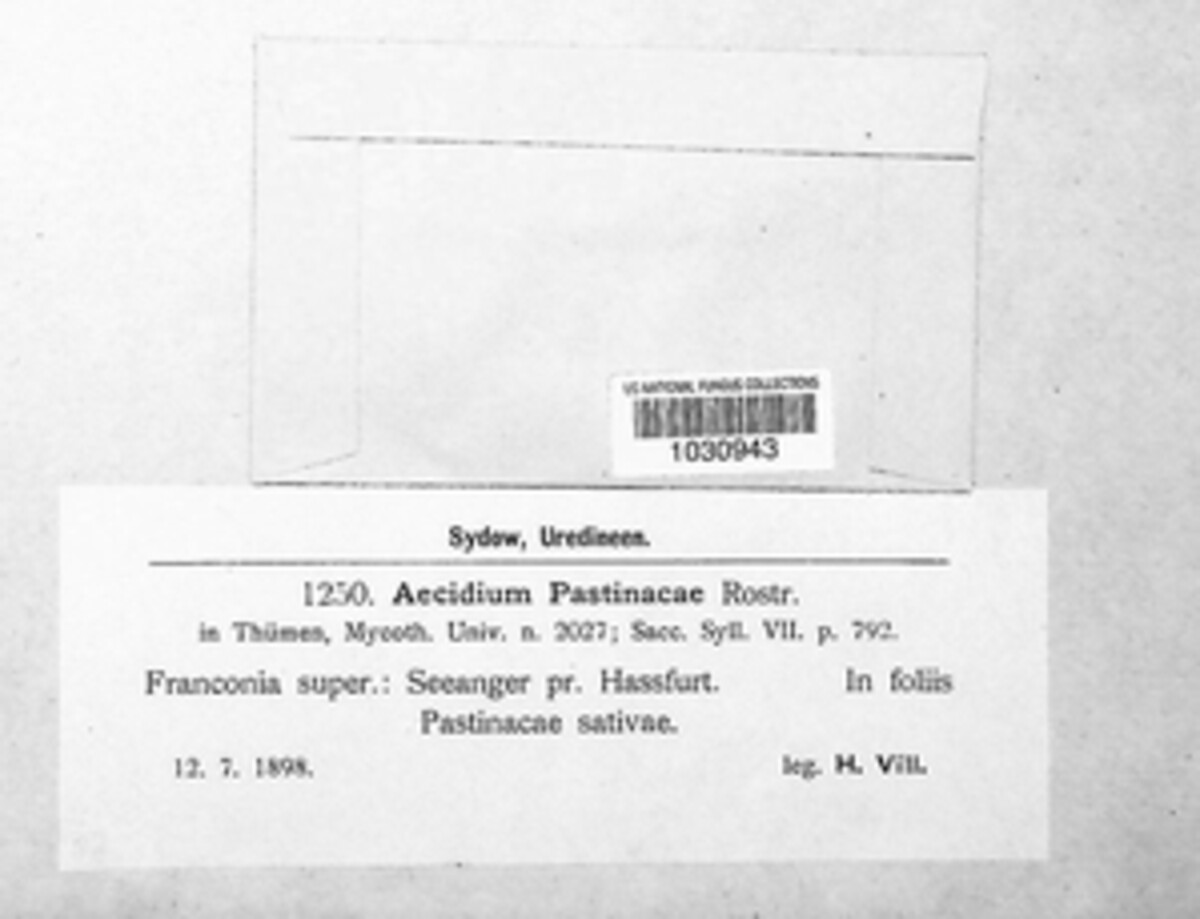 US NATIONAL FUNGUS COLLECTIONS
1030943
Sydow, Uredineen.
1250. Aecidium Pastinacae Rostr.
in Thümen, Mycoth. Univ. n. 2027; Sacc. Syll. VII. p. 792.
Franconia super.: Seeanger pr. Hassfurt. In foliis
Pastinacae sativae.
12. 7. 1898. leg. H. Vill.